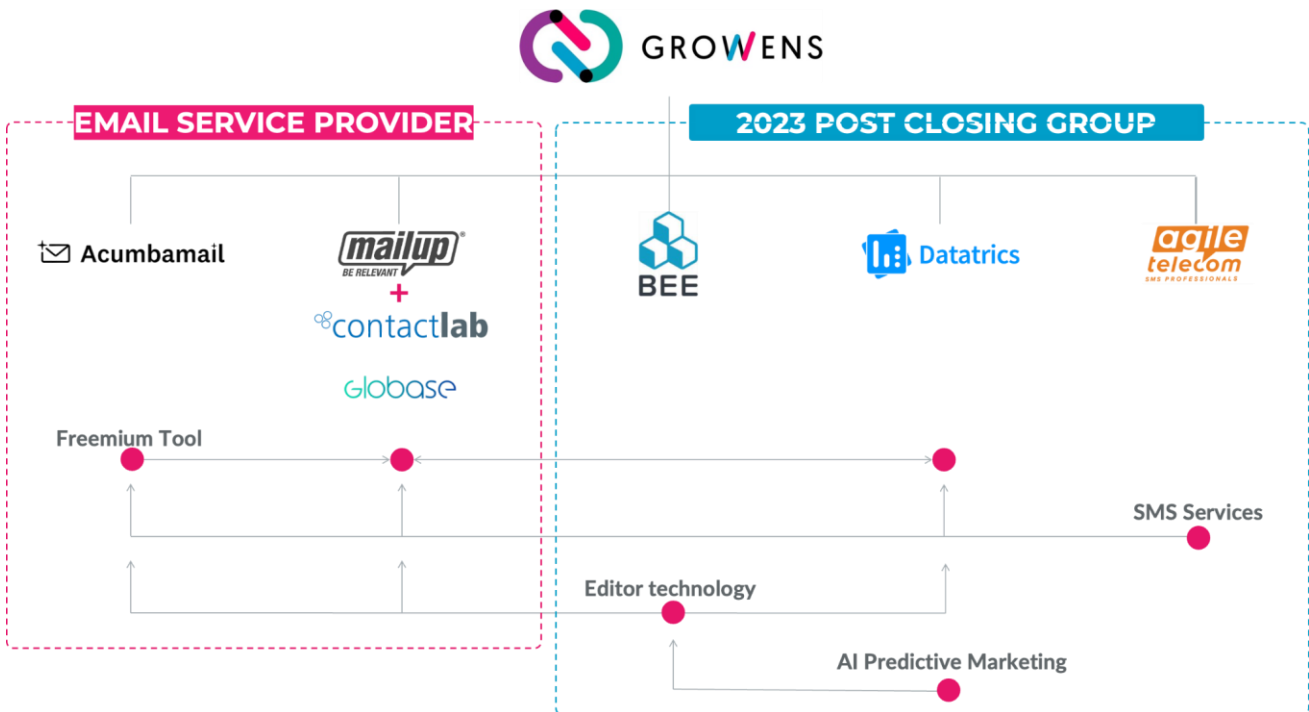 GROWENS
EMAIL SERVICE PROVIDER
2023 POST CLOSING GROUP
Acumbamail
mailup®
BE RELEVANT
+
contactlab
Globase
BEE
Datatrics
agile
telecom
SMS PROFESSIONALS
Freemium Tool
SMS Services
Editor technology
AI Predictive Marketing